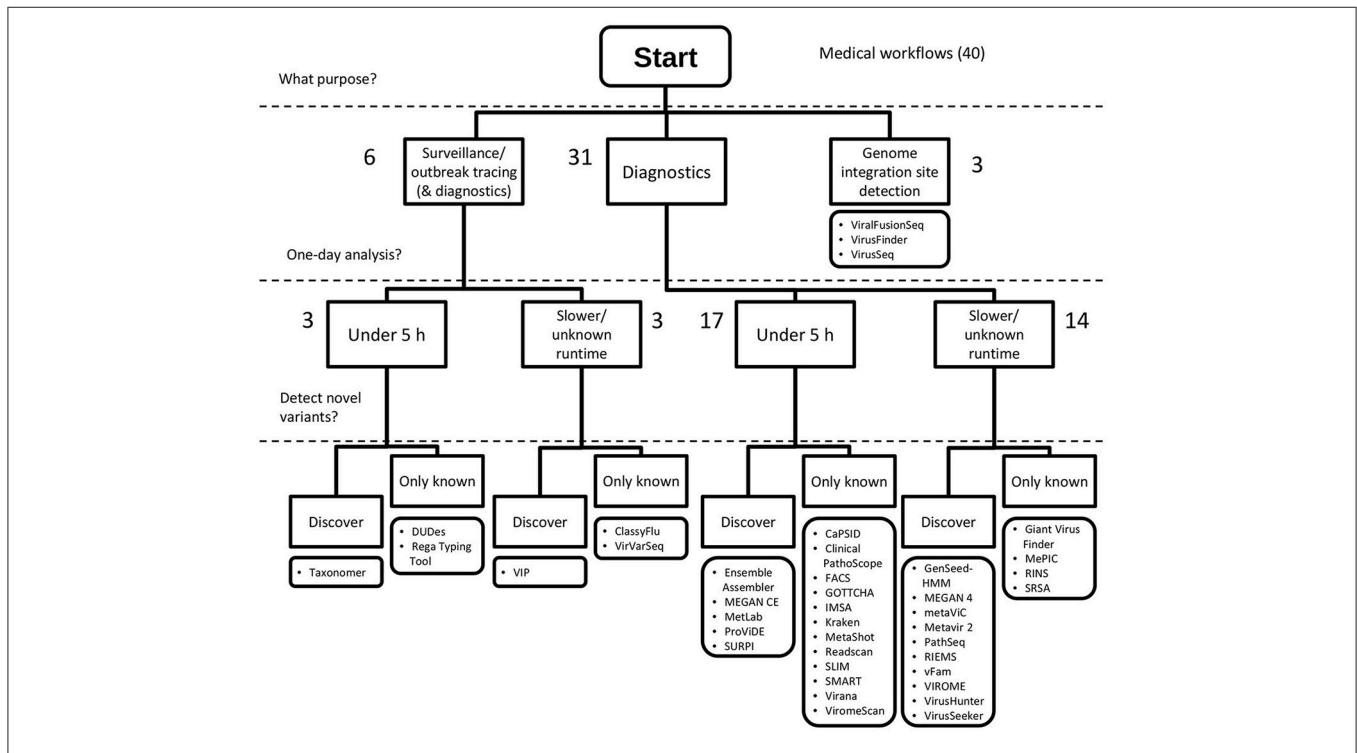 Start
Medical workflows (40)
What purpose?
6
Surveillance/
outbreak tracing
(& diagnostics)
31
Diagnostics
Genome
integration site
detection
3
• ViralFusionSeq
• VirusFinder
• VirusSeq
One-day analysis?
3
Under 5 h
Slower/
unknown
runtime
3
17
Under 5 h
Slower/
unknown
runtime
14
Detect novel
variants?
Discover
• Taxonomer
Only known
• DUDes
• Rega Typing
Tool
Discover
• VIP
Only known
• ClassyFlu
• VirVarSeq
Discover
• Ensemble
Assembler
• MEGAN CE
• MetLab
• ProViDE
• SURPI
Only known
• CaPSID
• Clinical
PathoScope
• FACS
• GOTTCHA
• IMSA
• Kraken
• MetaShot
• Readscan
• SLIM
• SMART
• Virana
• ViromeScan
Discover
• GenSeed-
HMM
• MEGAN 4
• metaViC
• Metavir 2
• PathSeq
• RIEMS
• vFam
• VIROME
• VirusHunter
• VirusSeeker
Only known
• Giant Virus
Finder
• MePIC
• RINS
• SRSA